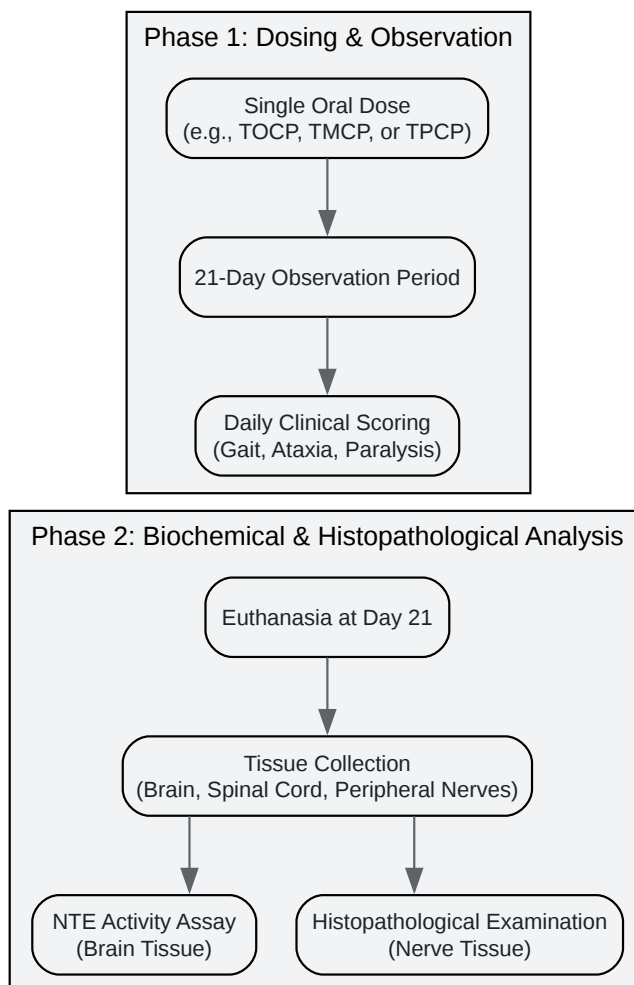 Phase 1: Dosing & Observation
Single Oral Dose
(e.g., TOCP, TMCP, or TPCP)
21-Day Observation Period
Daily Clinical Scoring
(Gait, Ataxia, Paralysis)
Phase 2: Biochemical & Histopathological Analysis
Euthanasia at Day 21
Tissue Collection
(Brain, Spinal Cord, Peripheral Nerves)
NTE Activity Assay
(Brain Tissue)
Histopathological Examination
(Nerve Tissue)